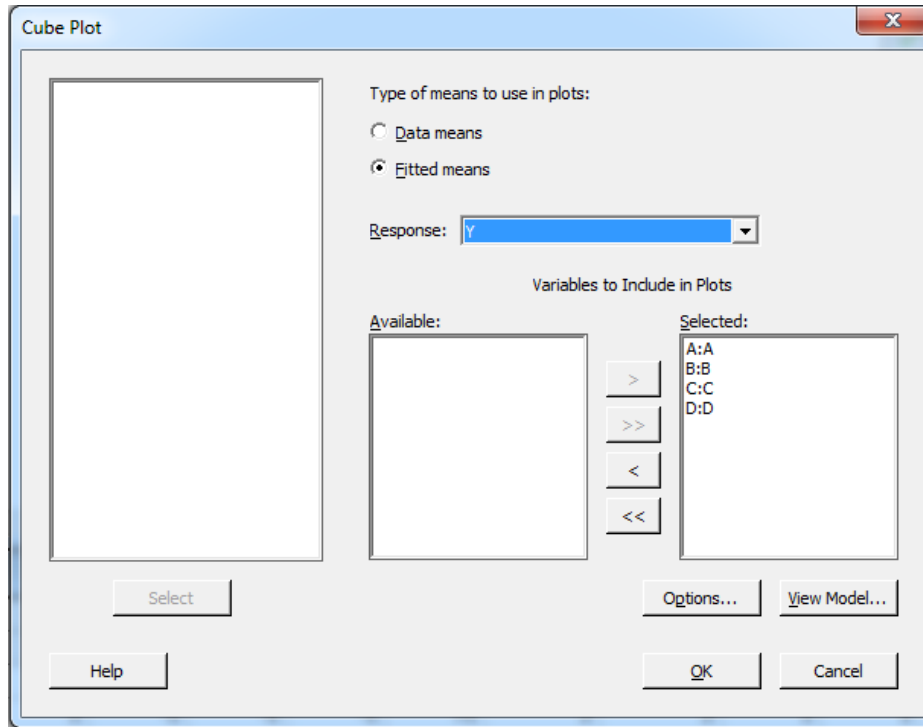 Cube Plot
Type of means to use in plots:
Data means
Fitted means
Response: Y
Variables to Include in Plots
Available:
Selected:
A:A
B:B
C:C
D:D
>
>>
<
<<
Select
Options...
View Model...
Help
OK
Cancel